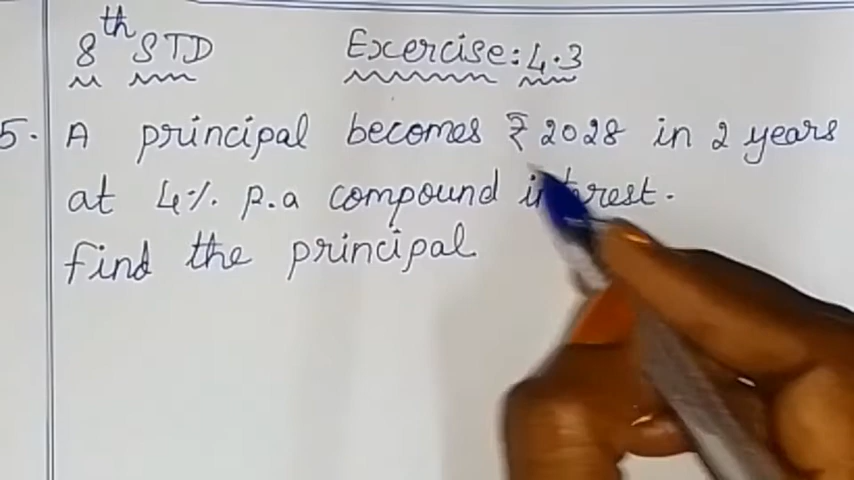 8th STD Exercise: 4.3
5. A principal becomes ₹ 2028 in 2 years
at 4% p.a compound interest.
find the principal